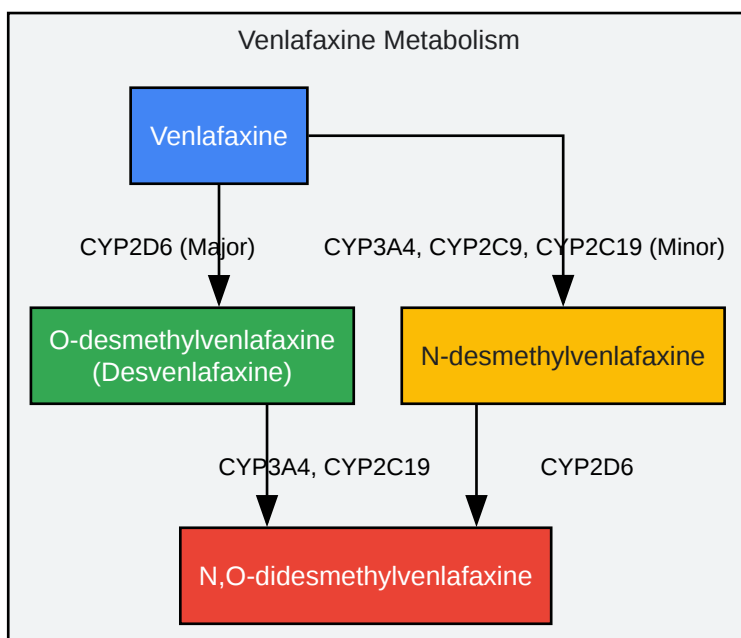 Venlafaxine Metabolism
Venlafaxine
CYP2D6 (Major)
CYP3A4, CYP2C9, CYP2C19 (Minor)
O-desmethylvenlafaxine
(Desvenlafaxine)
N-desmethylvenlafaxine
CYP3A4, CYP2C19
CYP2D6
N,O-didesmethylvenlafaxine